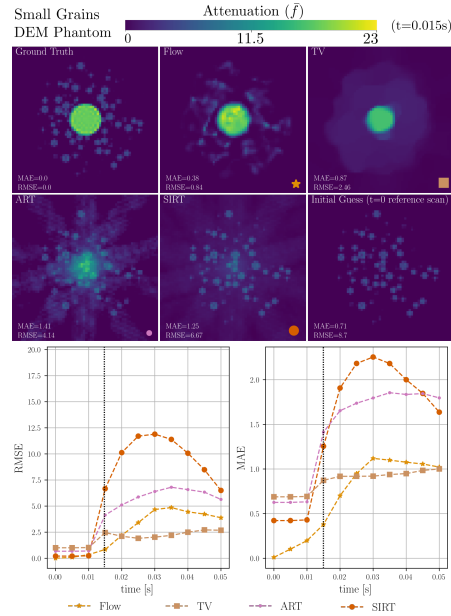 Small Grains
DEM Phantom
Attenuation (f̄)
0
11.5
23
(t=0.015s)
Ground Truth
Flow
TV
MAE=0.0
RMSE=0.0
MAE=0.38
RMSE=0.84
MAE=0.87
RMSE=2.46
ART
SIRT
Initial Guess (t=0 reference scan)
MAE=1.41
RMSE=4.14
MAE=1.25
RMSE=6.67
MAE=0.71
RMSE=8.7
RMSE
20.0
17.5
15.0
12.5
10.0
7.5
5.0
2.5
0.0
0.00
0.01
0.02
0.03
0.04
0.05
time [s]
MAE
2.0
1.5
1.0
0.5
0.0
0.00
0.01
0.02
0.03
0.04
0.05
time [s]
Flow
TV
ART
SIRT